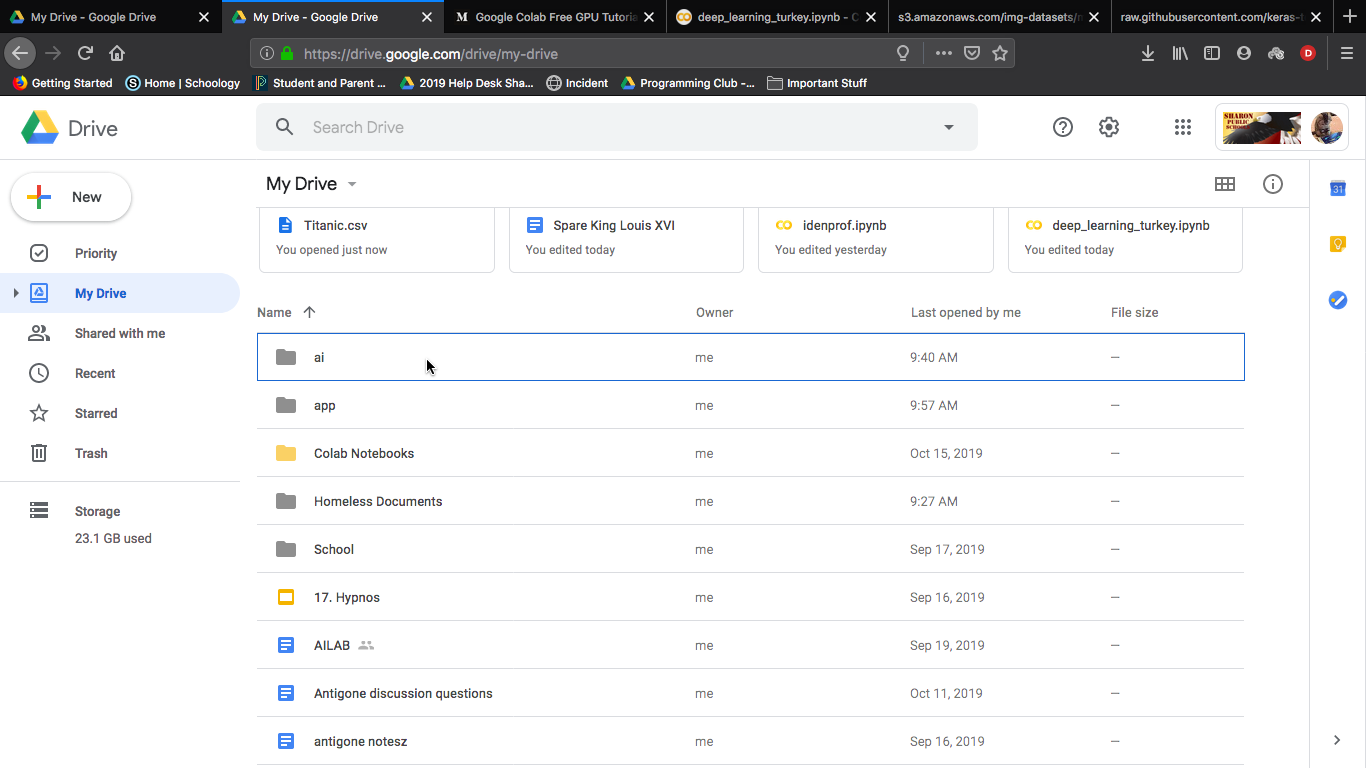 My Drive - Google Drive
My Drive - Google Drive
Google Colab Free GPU Tutoria
deep_learning_turkey.ipynb - C
s3.amazonaws.com/img-datasets/
raw.githubusercontent.com/keras-
https://drive.google.com/drive/my-drive
Getting Started
Home | Schoology
Student and Parent ...
2019 Help Desk Sha...
Incident
Programming Club -...
Important Stuff
Drive
Search Drive
SHARON
PUBLIC
New
My Drive
Priority
My Drive
Shared with me
Recent
Starred
Trash
Storage
23.1 GB used
Titanic.csv
You opened just now
Spare King Louis XVI
You edited today
idenprof.ipynb
You edited yesterday
deep_learning_turkey.ipynb
You edited today
Name Owner Last opened by me File size
ai me 9:40 AM —
app me 9:57 AM —
Colab Notebooks me Oct 15, 2019 —
Homeless Documents me 9:27 AM —
School me Sep 17, 2019 —
17. Hypnos me Sep 16, 2019 —
AILAB me Sep 19, 2019 —
Antigone discussion questions me Oct 11, 2019 —
antigone notesz me Sep 16, 2019 —
31